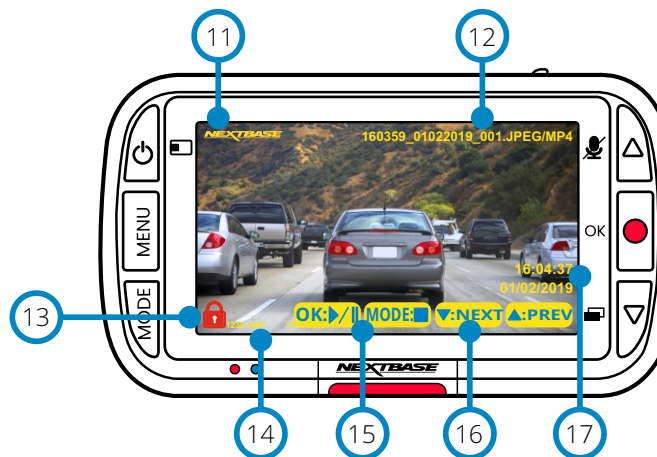 11
12
NEXTBASE
160359_01022019_001.JPEG/MP4
MENU
OK
16:04:37
01/02/2019
MODE
13
OK:▶/II
MODE:■
▼:NEXT
▲:PREV
NEXTBASE
14
15
16
17